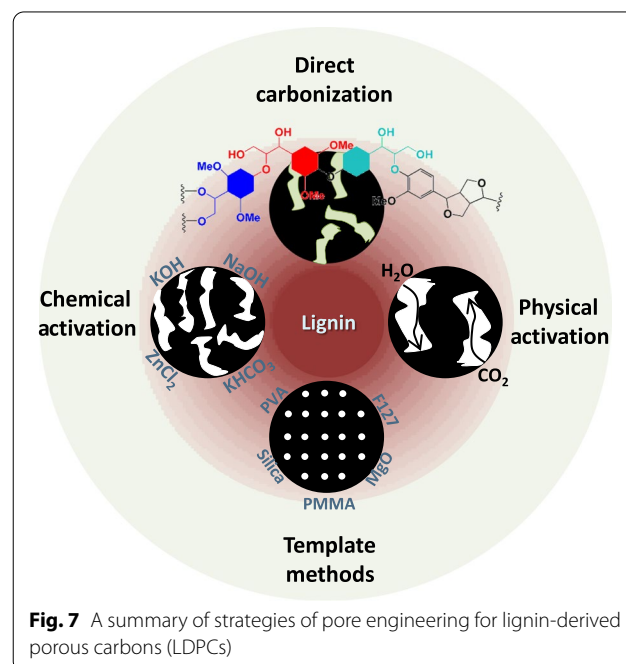 Direct
carbonization
OH
HO
OMe
O
OMe
OH
OH
O
MeO
O
O
O
OMe
MeO
O
O
KOH
NaOH
ZnCl₂
KHCO₃
Chemical
activation
Lignin
H₂O
CO₂
Physical
activation
PVA
F127
Silica
MgO
PMMA
Template
methods
Fig. 7 A summary of strategies of pore engineering for lignin-derived
porous carbons (LDPCs)